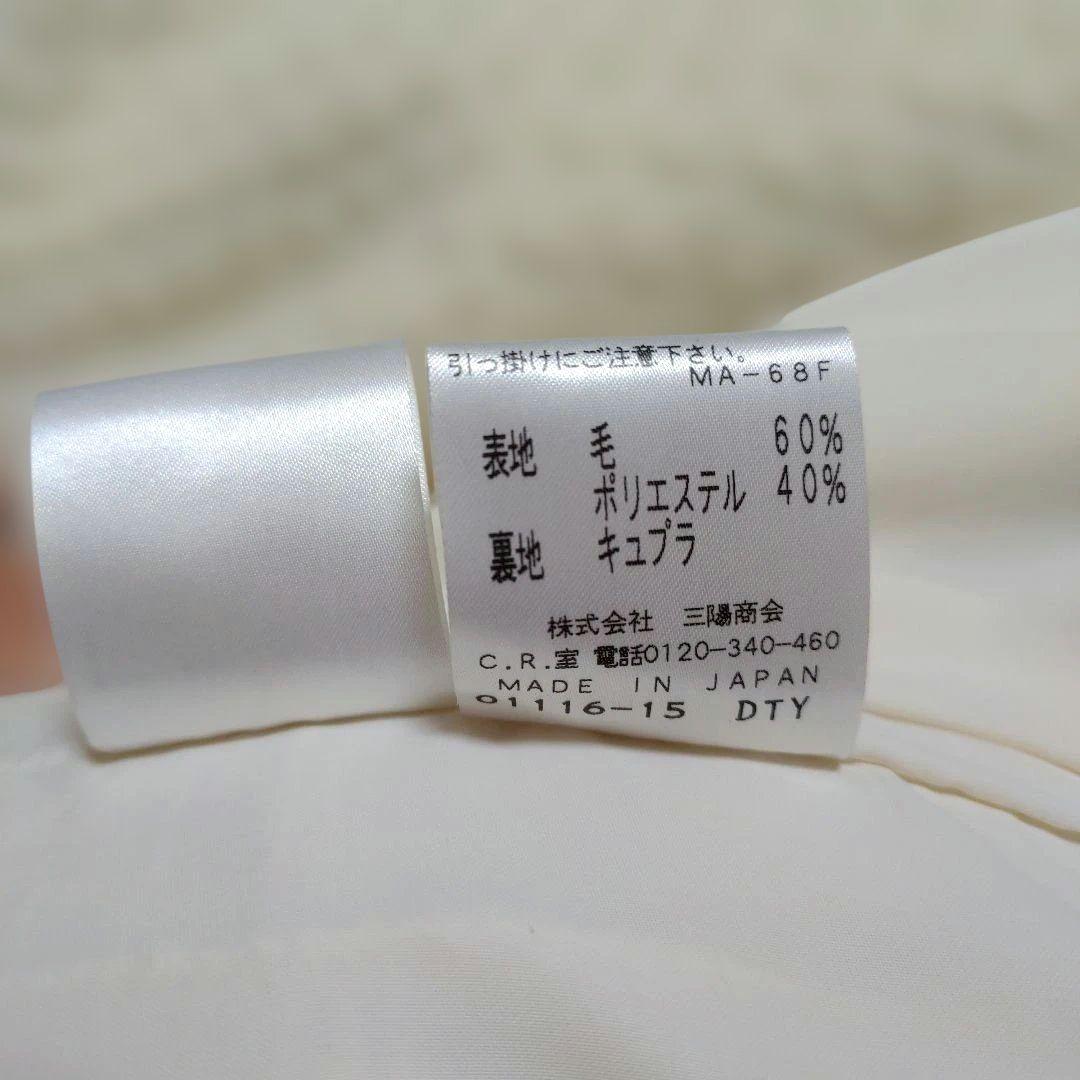 引っ掛けにご注意下さい。
MA-68F
表地 毛 60%
ポリエステル 40%
裏地 キュプラ
株式会社 三陽商会
C.R.室 電話0120-340-460
MADE IN JAPAN
01116-15 DTY